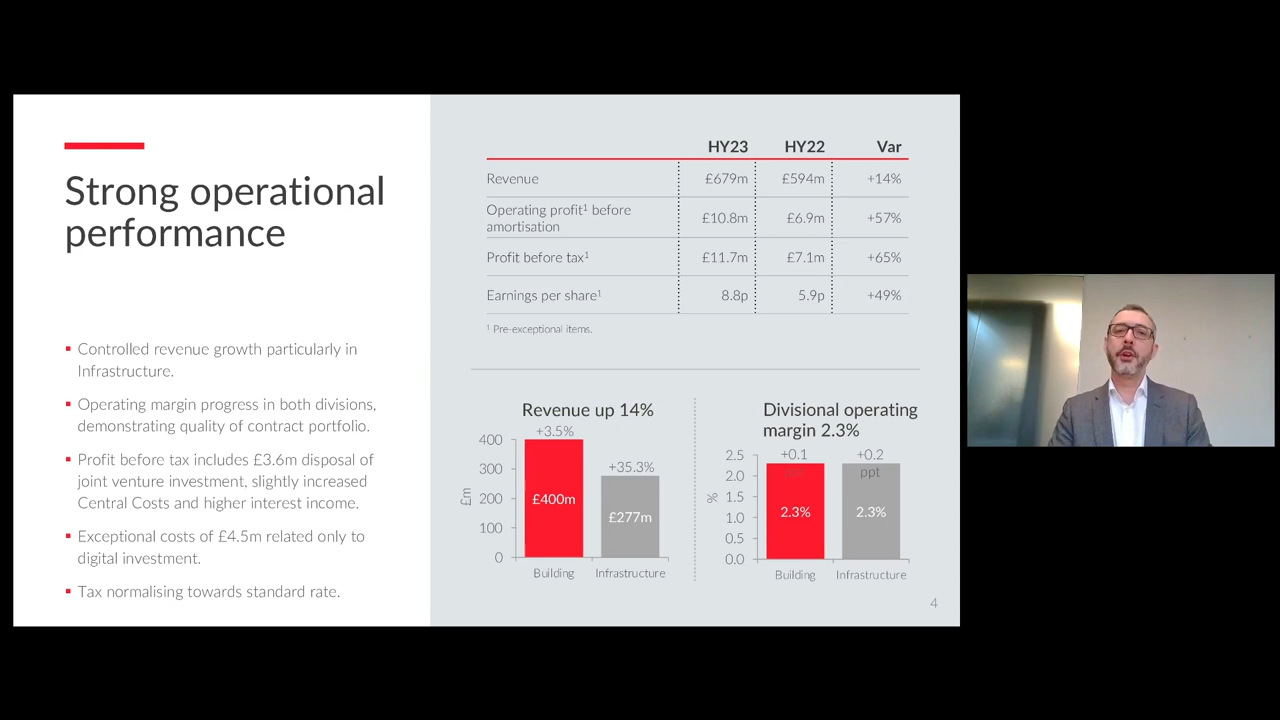 Strong operational
performance
Controlled revenue growth particularly in
Infrastructure.
Operating margin progress in both divisions,
demonstrating quality of contract portfolio.
Profit before tax includes £3.6m disposal of
joint venture investment, slightly increased
Central Costs and higher interest income.
Exceptional costs of £4.5m related only to
digital investment.
Tax normalising towards standard rate.
HY23 HY22 Var
Revenue £679m £594m +14%
Operating profit¹ before
amortisation £10.8m £6.9m +57%
Profit before tax¹ £11.7m £7.1m +65%
Earnings per share¹ 8.8p 5.9p +49%
¹ Pre-exceptional items.
Revenue up 14%
+3.5%
+35.3%
400
300
200
100
0
£m
£400m
£277m
Building Infrastructure
Divisional operating
margin 2.3%
+0.1
ppt
+0.2
ppt
2.5
2.0
1.5
1.0
0.5
0.0
%
2.3% 2.3%
Building Infrastructure
4